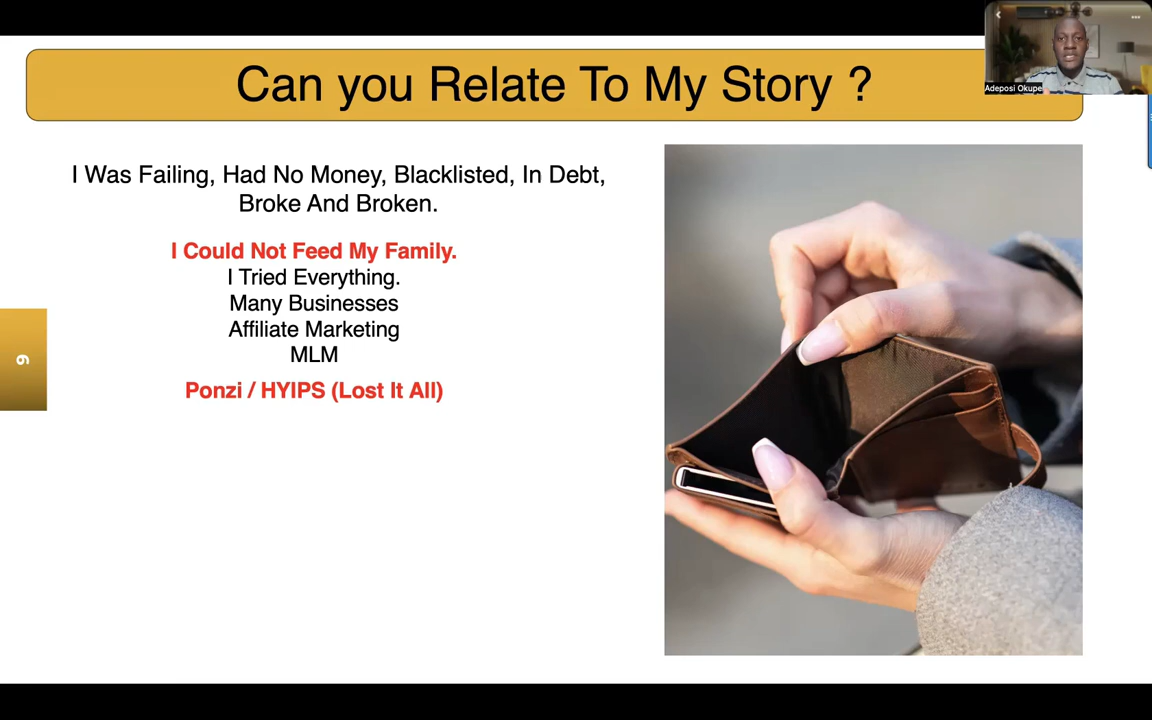 Can you Relate To My Story ?
Adeposi Okupe
I Was Failing, Had No Money, Blacklisted, In Debt,
Broke And Broken.
I Could Not Feed My Family.
I Tried Everything.
Many Businesses
Affiliate Marketing
MLM
Ponzi / HYIPS (Lost It All)
6